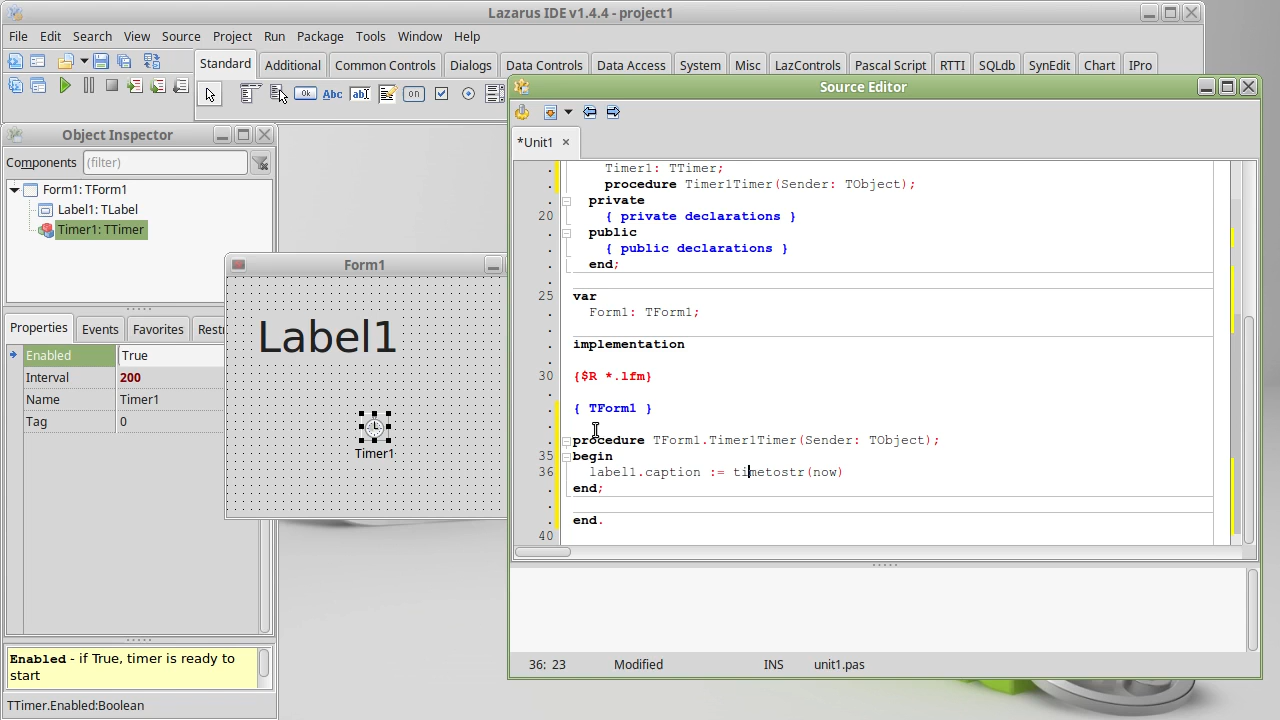 Lazarus IDE v1.4.4 - project1
File Edit Search View Source Project Run Package Tools Window Help
Standard Additional Common Controls Dialogs Data Controls Data Access System Misc LazControls Pascal Script RTTI SQLdb SynEdit Chart IPro
Ok Abc abI on
Object Inspector
Components (filter)
Form1: TForm1
Label1: TLabel
Timer1: TTimer
Properties Events Favorites Restr
Enabled True
Interval 200
Name Timer1
Tag 0
Enabled - if True, timer is ready to
start
TTimer.Enabled:Boolean
Form1
Label1
Timer1
Source Editor
*Unit1
. Timer1: TTimer;
. procedure Timer1Timer(Sender: TObject);
. private
20 { private declarations }
. public
. { public declarations }
. end;
.
25 var
. Form1: TForm1;
.
. implementation
.
30 {$R *.lfm}
.
. { TForm1 }
.
. procedure TForm1.Timer1Timer(Sender: TObject);
35 begin
36 label1.caption := timetostr(now)
. end;
.
. end.
40
36: 23 Modified INS unit1.pas